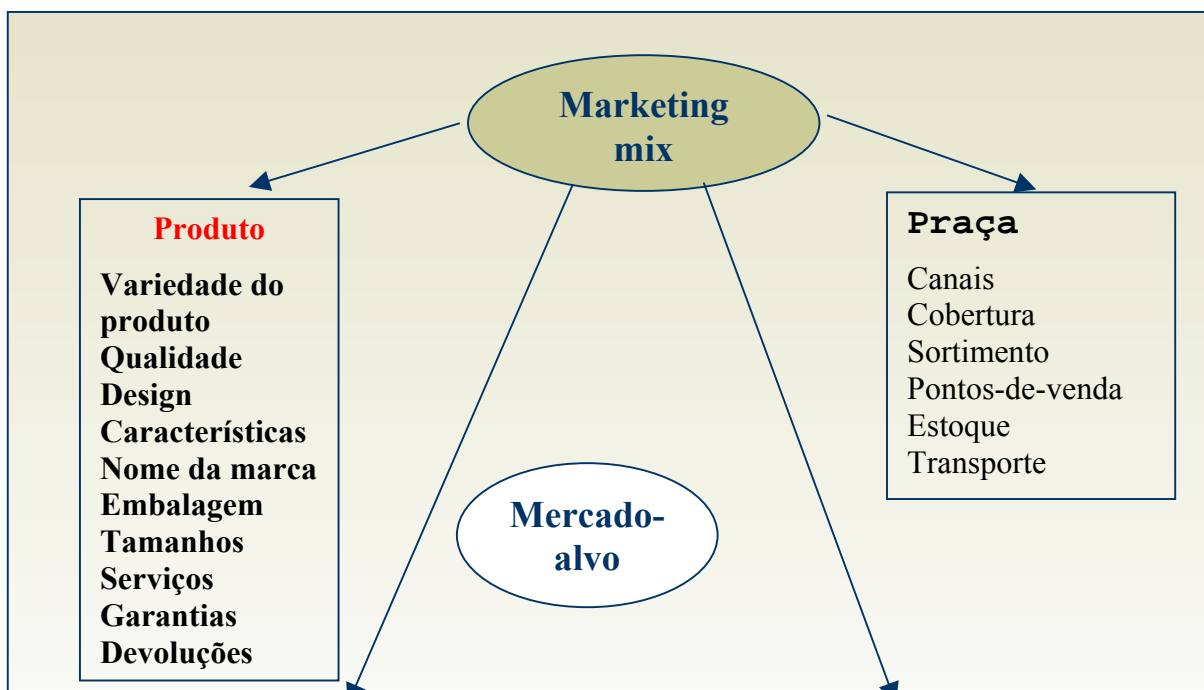 Marketing
mix
Produto
Variedade do
produto
Qualidade
Design
Características
Nome da marca
Embalagem
Tamanhos
Serviços
Garantias
Devoluções
Mercado-
alvo
Praça
Canais
Cobertura
Sortimento
Pontos-de-venda
Estoque
Transporte